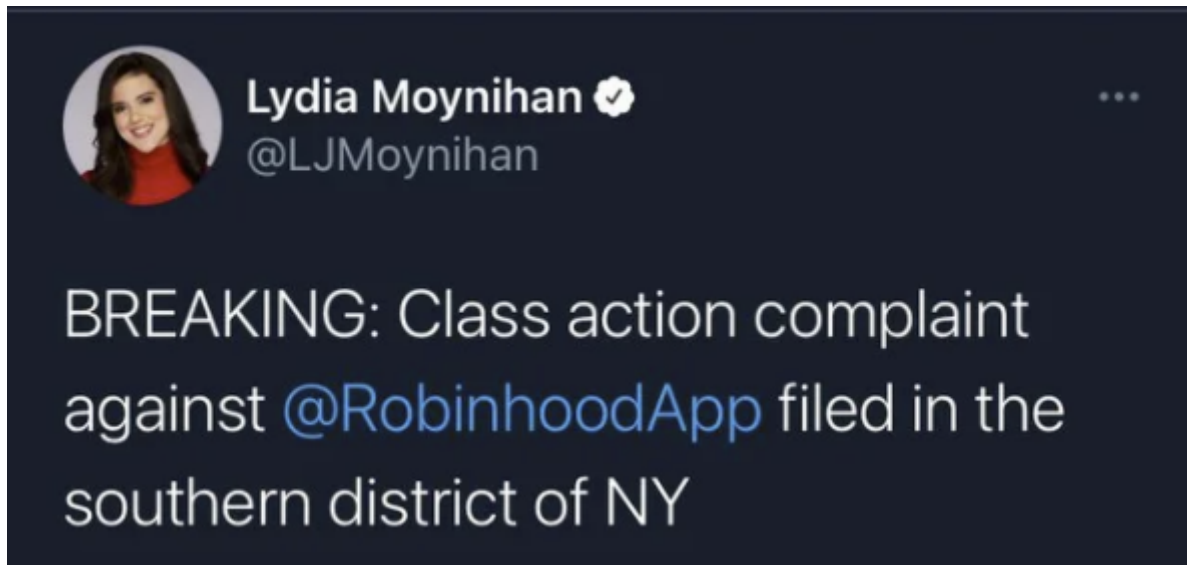 Lydia Moynihan
@LJMoynihan
BREAKING: Class action complaint
against @RobinhoodApp filed in the
southern district of NY